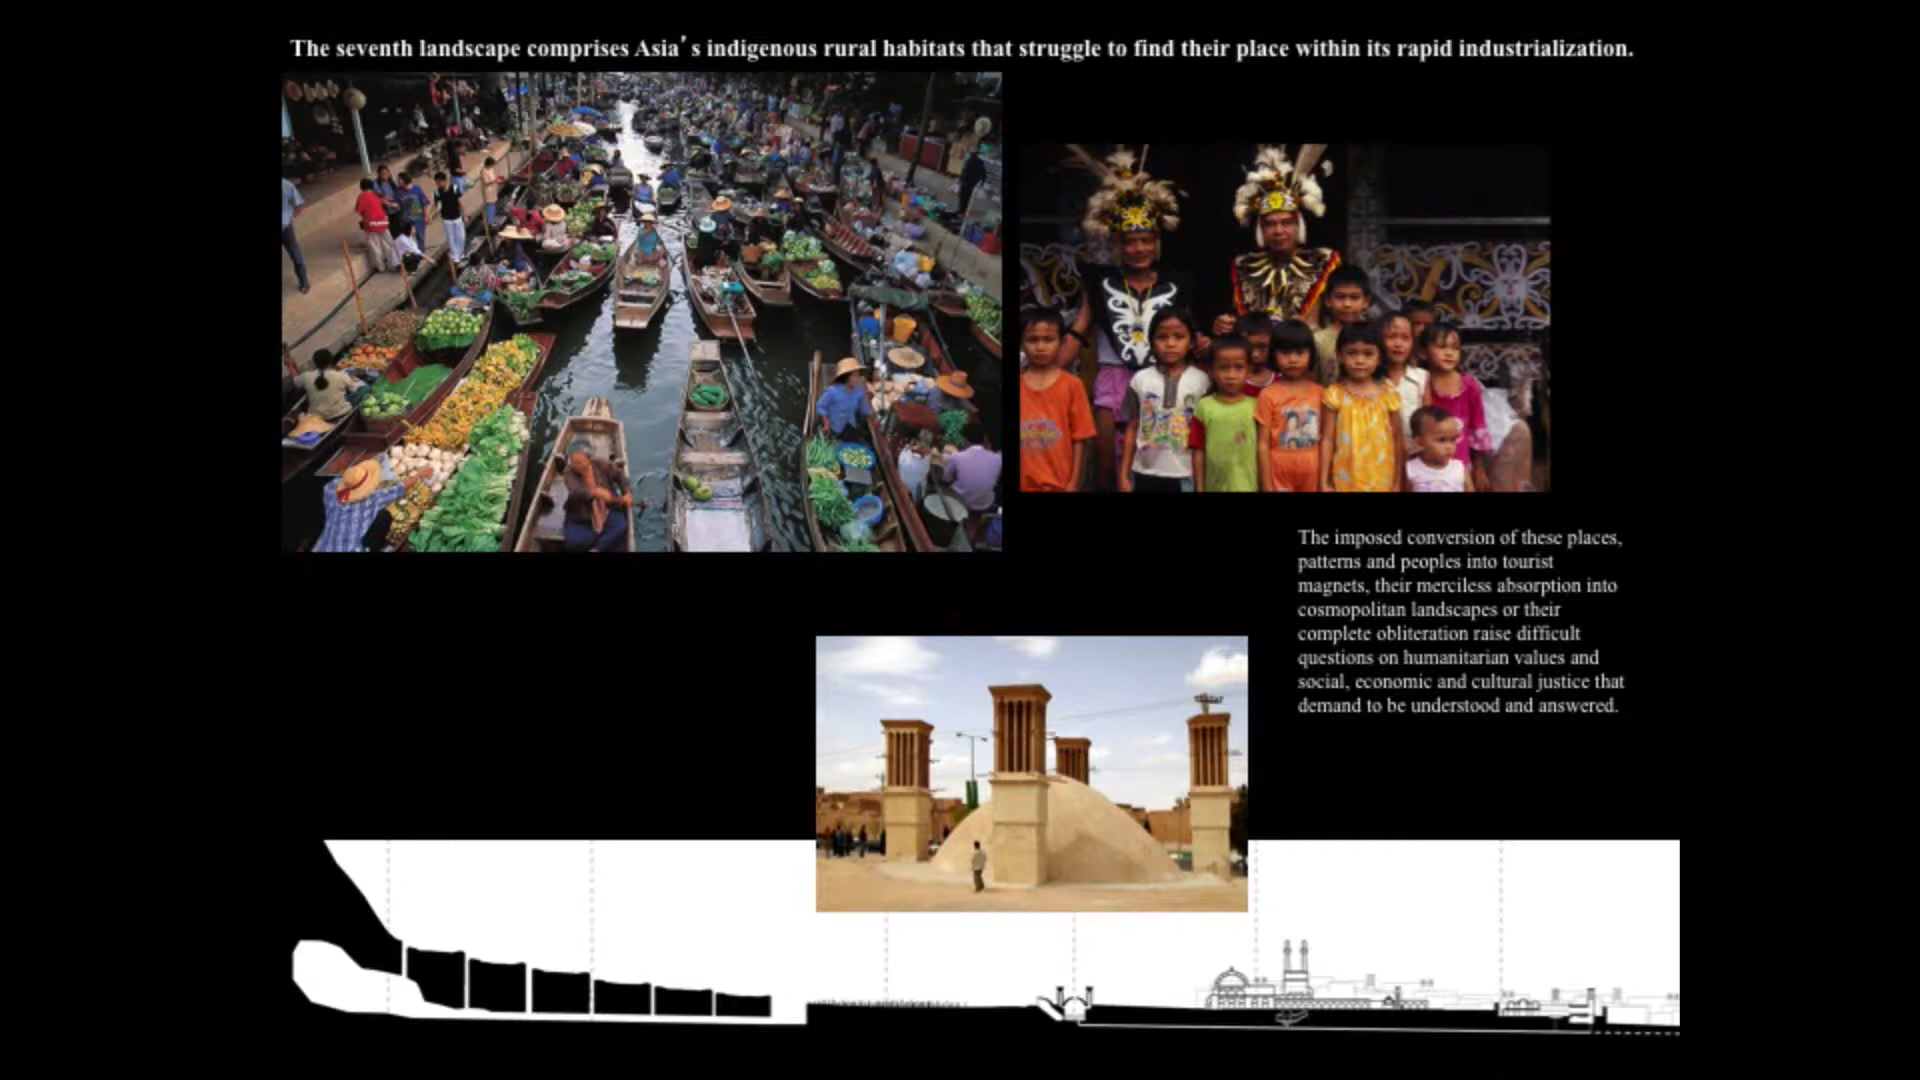 The seventh landscape comprises Asia's indigenous rural habitats that struggle to find their place within its rapid industrialization.
The imposed conversion of these places,
patterns and peoples into tourist
magnets, their merciless absorption into
cosmopolitan landscapes or their
complete obliteration raise difficult
questions on humanitarian values and
social, economic and cultural justice that
demand to be understood and answered.